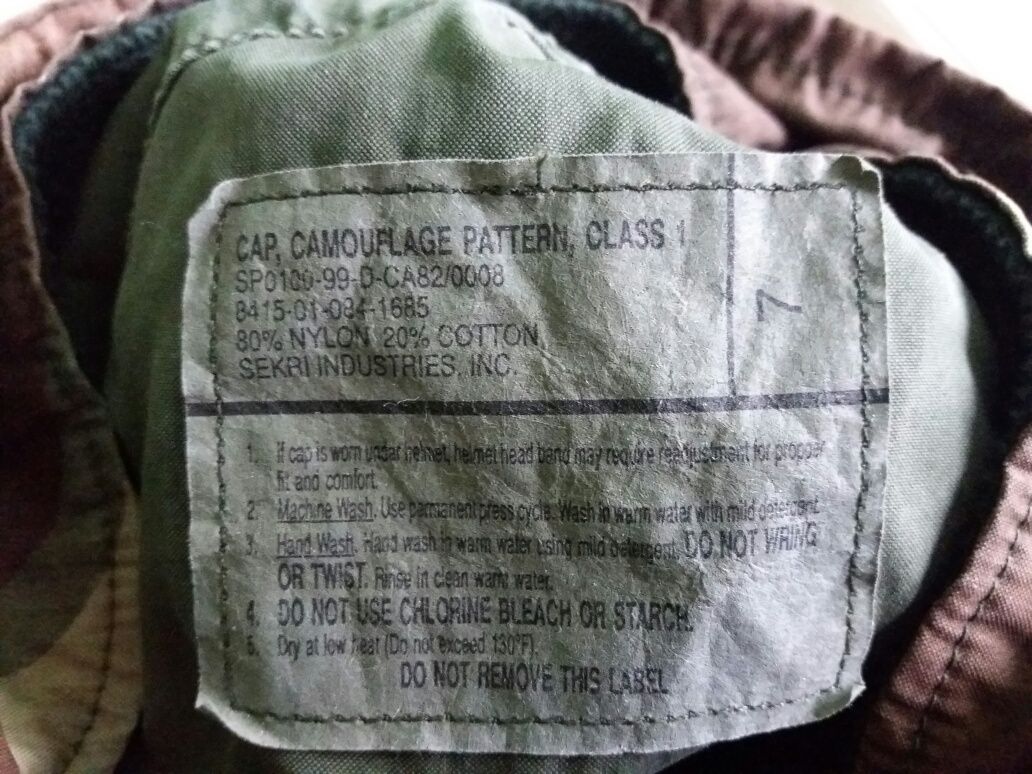 CAP, CAMOUFLAGE PATTERN, CLASS 1
SP0100-99-D-CA82/0008
8415-01-084-1685
80% NYLON 20% COTTON
SEKRI INDUSTRIES, INC.
7
1. If cap is worn under helmet, helmet head band may require readjustment for propper
fit and comfort.
2. Machine Wash. Use parmanent press cycle. Wash in warm water with mild detergent.
3. Hand Wash. Hand wash in warm water using mild detergent. DO NOT WRING
OR TWIST. Rinse in clean warm water.
4. DO NOT USE CHLORINE BLEACH OR STARCH.
5. Dry at low heat (Do not exceed 130°F).
DO NOT REMOVE THIS LABEL